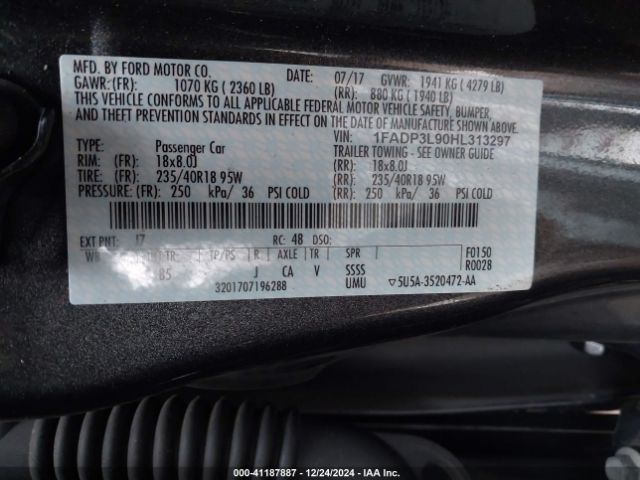 MFD. BY FORD MOTOR CO.
DATE: 07/17 GVWR: 1941 KG ( 4279 LB)
GAWR:(FR): 1070 KG ( 2360 LB) (RR): 880 KG ( 1940 LB)
THIS VEHICLE CONFORMS TO ALL APPLICABLE FEDERAL MOTOR VEHICLE SAFETY, BUMPER,
AND THEFT PREVENTION STANDARDS IN EFFECT ON THE DATE OF MANUFACTURE SHOWN ABOVE.
VIN: 1FADP3L90HL313297
TYPE: Passenger Car TRAILER TOWING - SEE OWNER GUIDE
RIM: (FR): 18x8.0J (RR): 18x8.0J
TIRE: (FR): 235/40R18 95W (RR): 235/40R18 95W
PRESSURE: (FR): 250 kPa/ 36 PSI COLD (RR): 250 kPa/ 36 PSI COLD
EXT PNT: J7 RC: 48 DSO: F0150
TP/PS R AXLE TR SPR R0028
85 J CA V SSSS
3201707196288 UMU ▽5U5A-3520472-AA
000-41187887 • 12/24/2024 • IAA Inc.